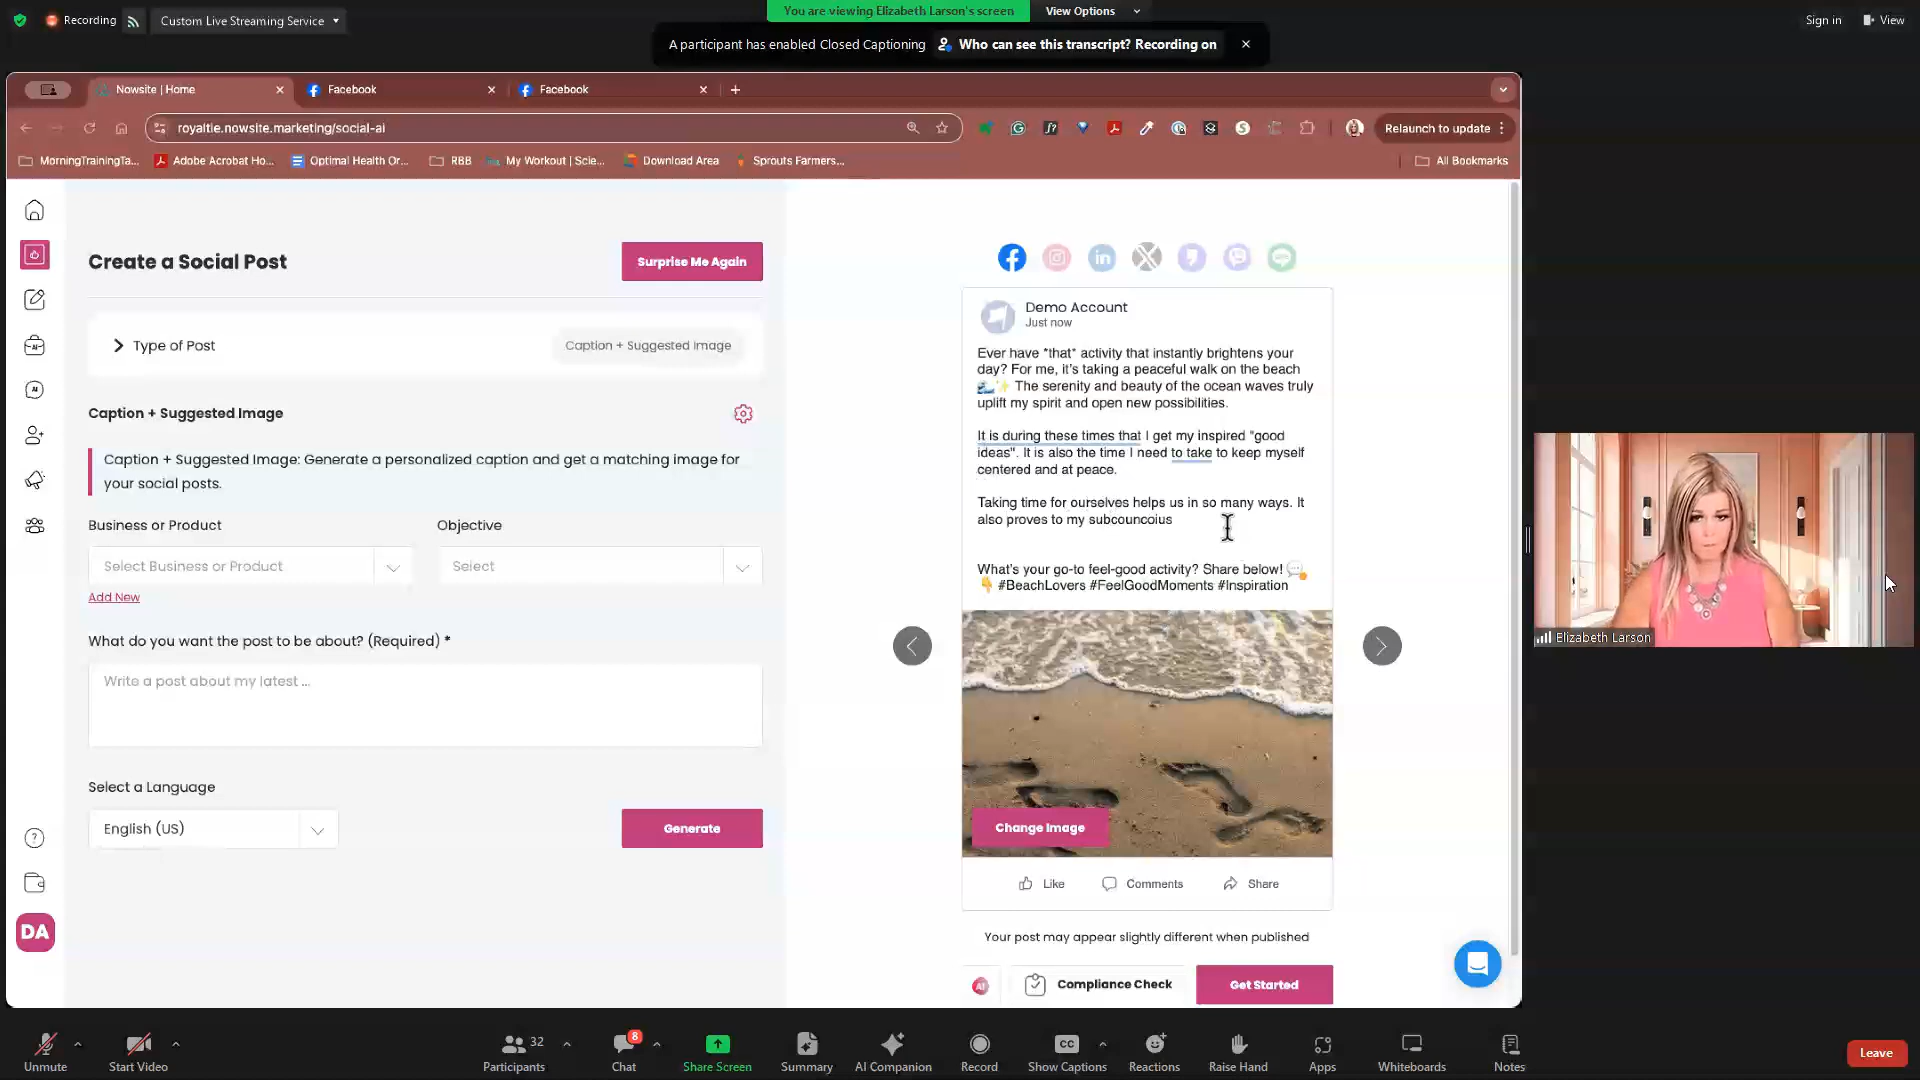 Recording
Custom Live Streaming Service
You are viewing Elizabeth Larson's screen
View Options
Sign in
View
A participant has enabled Closed Captioning
Who can see this transcript? Recording on
Nowsite | Home
Facebook
Facebook
royaltie.nowsite.marketing/social-ai
Relaunch to update
MorningTrainingTa...
Adobe Acrobat Ho...
Optimal Health Or...
RBB
My Workout | Scie...
Download Area
Sprouts Farmers...
All Bookmarks
Create a Social Post
Surprise Me Again
Type of Post
Caption + Suggested Image
Caption + Suggested Image
Caption + Suggested Image: Generate a personalized caption and get a matching image for
your social posts.
Business or Product
Objective
Select Business or Product
Select
Add New
What do you want the post to be about? (Required) *
Write a post about my latest ...
Select a Language
English (US)
Generate
DA
Demo Account
Just now
Ever have *that* activity that instantly brightens your
day? For me, it's taking a peaceful walk on the beach
🌊✨ The serenity and beauty of the ocean waves truly
uplift my spirit and open new possibilities.
It is during these times that I get my inspired "good
ideas". It is also the time I need to take to keep myself
centered and at peace.
Taking time for ourselves helps us in so many ways. It
also proves to my subcouncoius
What's your go-to feel-good activity? Share below! 💬
👇 #BeachLovers #FeelGoodMoments #Inspiration
Change Image
Like
Comments
Share
Your post may appear slightly different when published
AI
Compliance Check
Get Started
Elizabeth Larson
Unmute
Start Video
Participants
32
Chat
8
Share Screen
Summary
AI Companion
Record
CC
Show Captions
Reactions
Raise Hand
Apps
Whiteboards
Notes
Leave